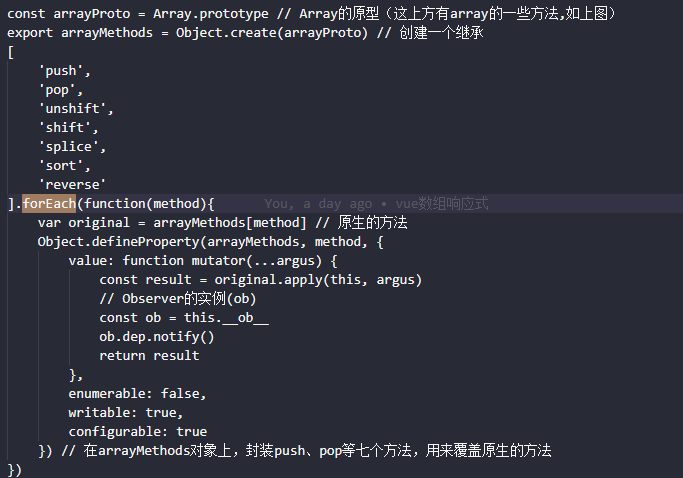 const arrayProto = Array.prototype // Array的原型（这上方有array的一些方法,如上图）
export arrayMethods = Object.create(arrayProto) // 创建一个继承
[
    'push',
    'pop',
    'unshift',
    'shift',
    'splice',
    'sort',
    'reverse'
].forEach(function(method){ You, a day ago • vue数组响应式
    var original = arrayMethods[method] // 原生的方法
    Object.defineProperty(arrayMethods, method, {
        value: function mutator(...argus) {
            const result = original.apply(this, argus)
            // Observer的实例(ob)
            const ob = this.__ob__
            ob.dep.notify()
            return result
        },
        enumerable: false,
        writable: true,
        configurable: true
    }) // 在arrayMethods对象上，封装push、pop等七个方法，用来覆盖原生的方法
})